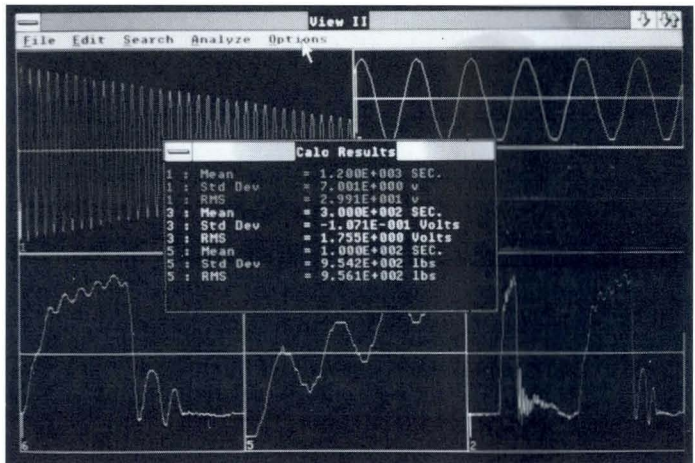 View II
File Edit Search Analyze Options
Calc Results
1 : Mean = 1.200E+003 SEC.
1 : Std Dev = 7.001E+000 v
1 : RMS = 2.991E+001 v
3 : Mean = 3.000E+002 SEC.
3 : Std Dev = -1.071E-001 Volts
3 : RMS = 1.755E+000 Volts
5 : Mean = 1.000E+002 SEC.
5 : Std Dev = 9.542E+002 lbs
5 : RMS = 9.561E+002 lbs
1
6
5
2